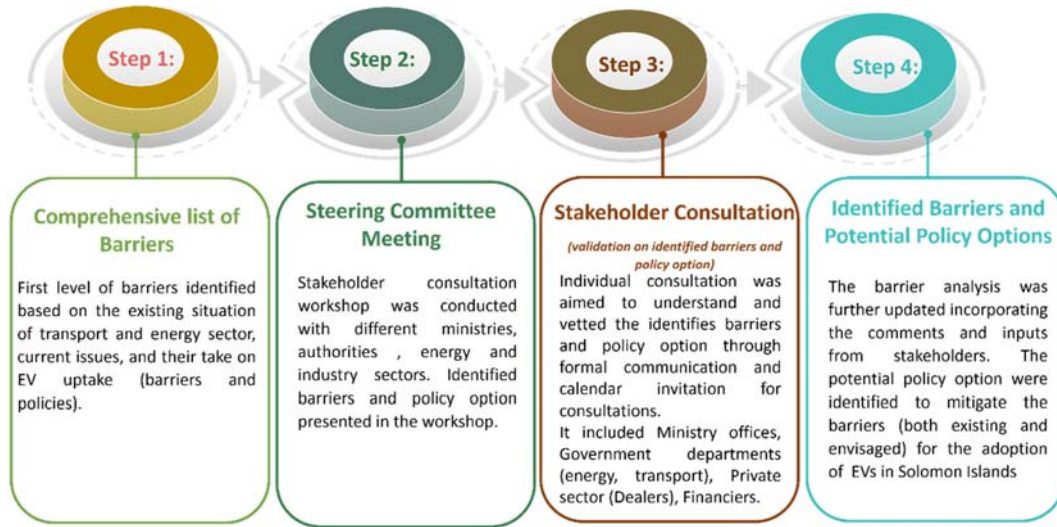 Step 1:
Step 2:
Step 3:
Step 4:
Comprehensive list of
Barriers
First level of barriers identified
based on the existing situation
of transport and energy sector,
current issues, and their take on
EV uptake (barriers and
policies).
Steering Committee
Meeting
Stakeholder consultation
workshop was conducted
with different ministries,
authorities , energy and
industry sectors. Identified
barriers and policy option
presented in the workshop.
Stakeholder Consultation
(validation on identified barriers and
policy option)
Individual consultation was
aimed to understand and
vetted the identifies barriers
and policy option through
formal communication and
calendar invitation for
consultations.
It included Ministry offices,
Government departments
(energy, transport), Private
sector (Dealers), Financiers.
Identified Barriers and
Potential Policy Options
The barrier analysis was
further updated incorporating
the comments and inputs
from stakeholders. The
potential policy option were
identified to mitigate the
barriers (both existing and
envisaged) for the adoption
of EVs in Solomon Islands